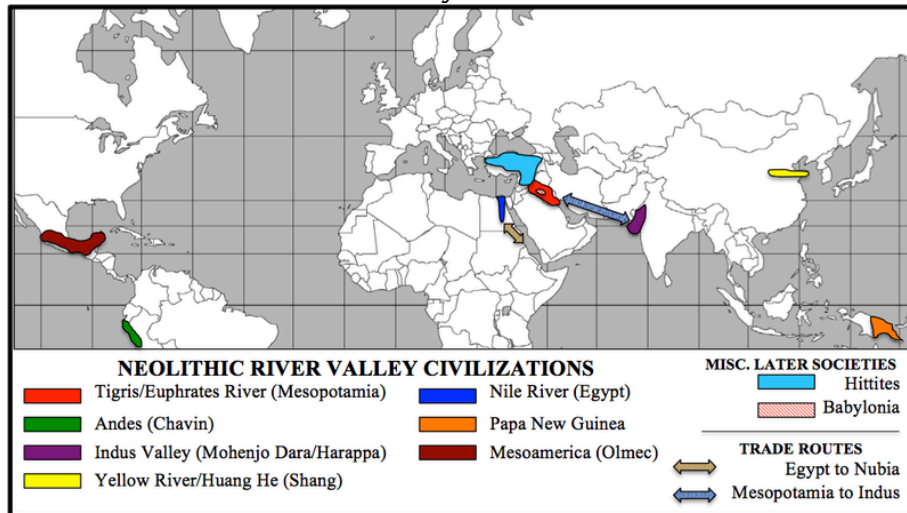 NEOLITHIC RIVER VALLEY CIVILIZATIONS
Tigris/Euphrates River (Mesopotamia)
Andes (Chavin)
Indus Valley (Mohenjo Dara/Harappa)
Yellow River/Huang He (Shang)
Nile River (Egypt)
Papa New Guinea
Mesoamerica (Olmec)
MISC. LATER SOCIETIES
Hittites
Babylonia
TRADE ROUTES
Egypt to Nubia
Mesopotamia to Indus